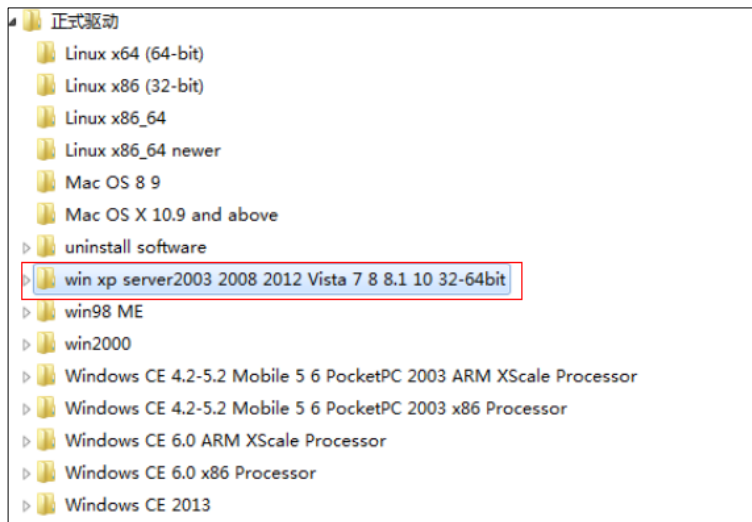 正式驱动
Linux x64 (64-bit)
Linux x86 (32-bit)
Linux x86_64
Linux x86_64 newer
Mac OS 8 9
Mac OS X 10.9 and above
uninstall software
win xp server2003 2008 2012 Vista 7 8 8.1 10 32-64bit
win98 ME
win2000
Windows CE 4.2-5.2 Mobile 5 6 PocketPC 2003 ARM XScale Processor
Windows CE 4.2-5.2 Mobile 5 6 PocketPC 2003 x86 Processor
Windows CE 6.0 ARM XScale Processor
Windows CE 6.0 x86 Processor
Windows CE 2013